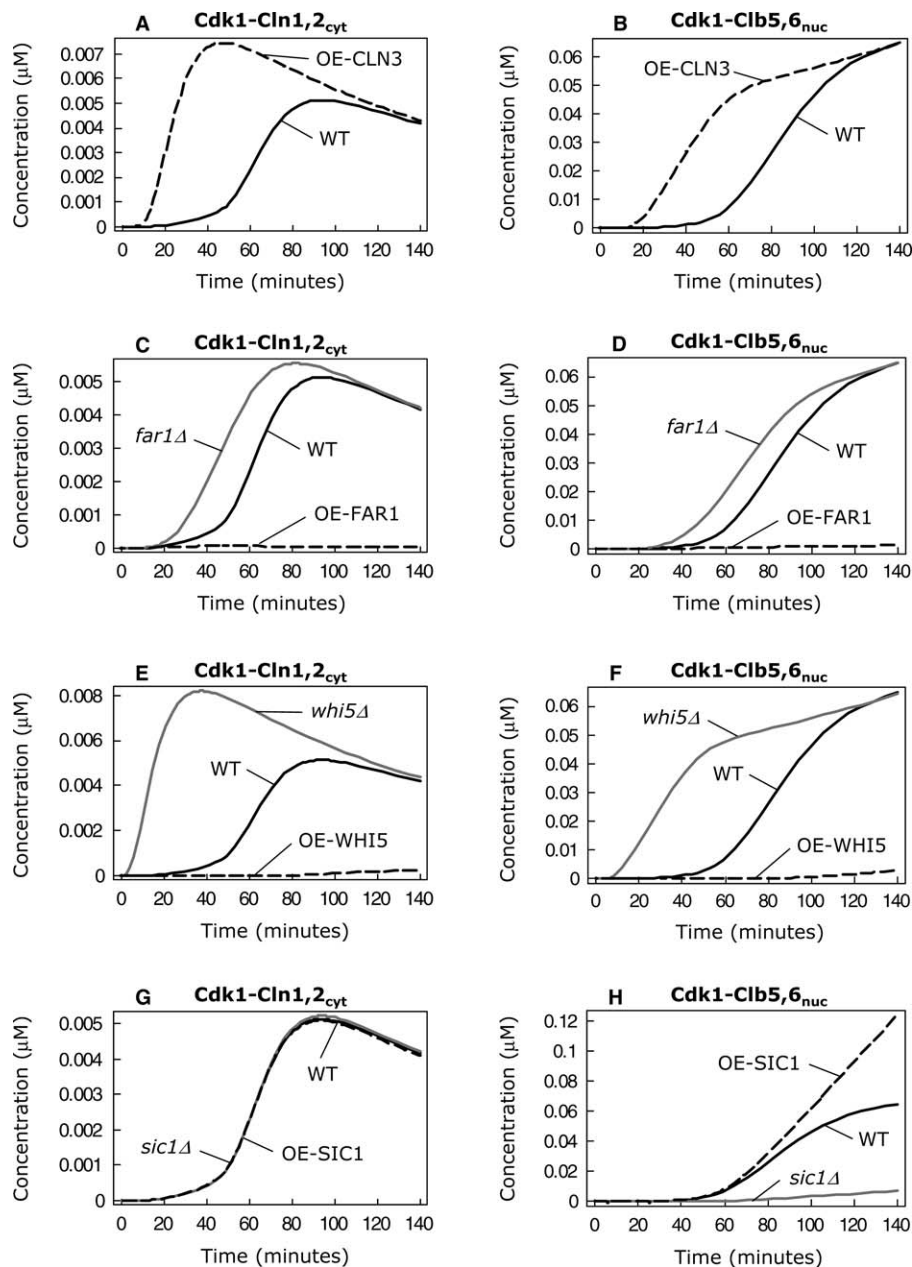 A Cdk1-Cln1,2cyt
Concentration (μM)
0.007
0.006
0.005
0.004
0.003
0.002
0.001
0
OE-CLN3
WT
0 20 40 60 80 100 120 140
Time (minutes)
B Cdk1-Clb5,6nuc
Concentration (μM)
0.06
0.05
0.04
0.03
0.02
0.01
0
OE-CLN3
WT
0 20 40 60 80 100 120 140
Time (minutes)
C Cdk1-Cln1,2cyt
Concentration (μM)
0.005
0.004
0.003
0.002
0.001
0
far1Δ
WT
OE-FAR1
0 20 40 60 80 100 120 140
Time (minutes)
D Cdk1-Clb5,6nuc
Concentration (μM)
0.06
0.05
0.04
0.03
0.02
0.01
0
far1Δ
WT
OE-FAR1
0 20 40 60 80 100 120 140
Time (minutes)
E Cdk1-Cln1,2cyt
Concentration (μM)
0.008
0.006
0.004
0.002
0
whi5Δ
WT
OE-WHI5
0 20 40 60 80 100 120 140
Time (minutes)
F Cdk1-Clb5,6nuc
Concentration (μM)
0.06
0.05
0.04
0.03
0.02
0.01
0
whi5Δ
WT
OE-WHI5
0 20 40 60 80 100 120 140
Time (minutes)
G Cdk1-Cln1,2cyt
Concentration (μM)
0.005
0.004
0.003
0.002
0.001
0
WT
sic1Δ
OE-SIC1
0 20 40 60 80 100 120 140
Time (minutes)
H Cdk1-Clb5,6nuc
Concentration (μM)
0.12
0.1
0.08
0.06
0.04
0.02
0
OE-SIC1
WT
sic1Δ
0 20 40 60 80 100 120 140
Time (minutes)